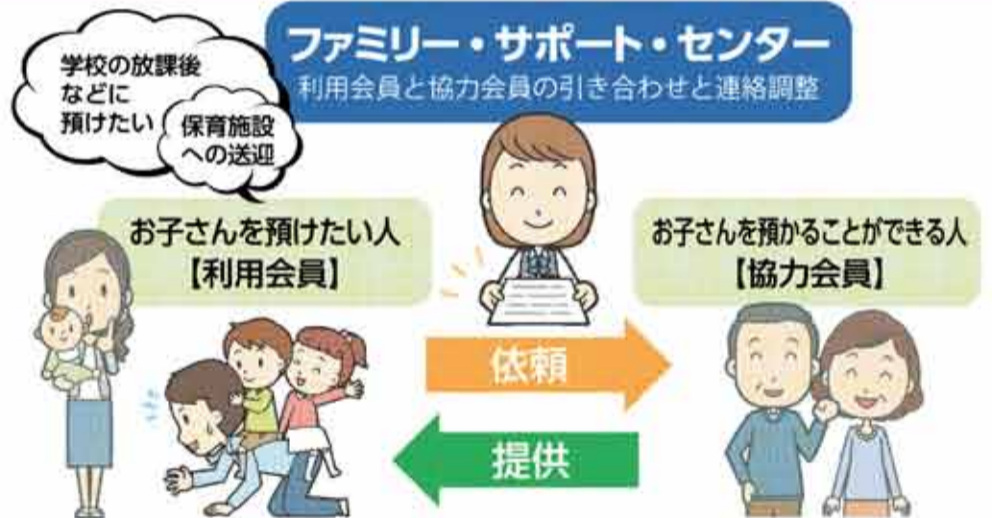 ファミリー・サポート・センター
利用会員と協力会員の引き合わせと連絡調整
学校の放課後
などに
預けたい
保育施設
への送迎
お子さんを預けたい人
【利用会員】
お子さんを預かることができる人
【協力会員】
依頼
提供